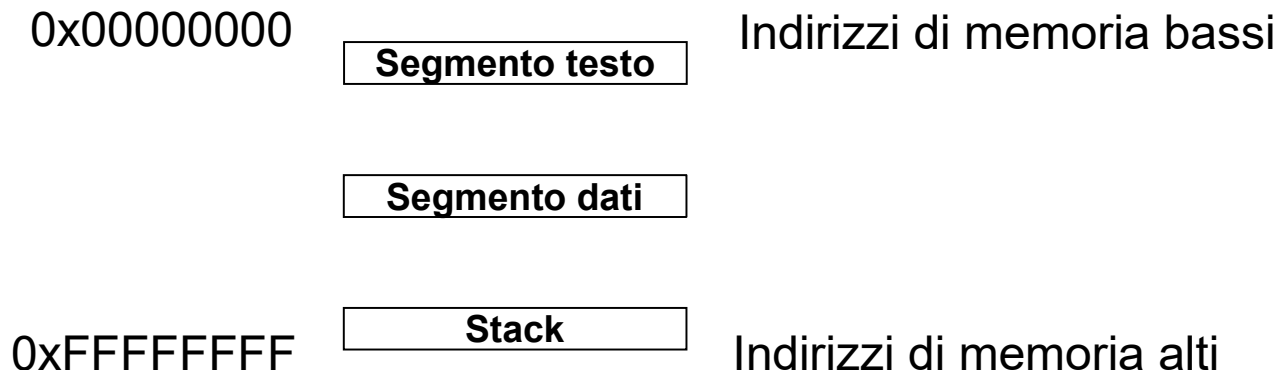 0x00000000
Indirizzi di memoria bassi
Segmento testo
Segmento dati
Stack
0xFFFFFFFF
Indirizzi di memoria alti